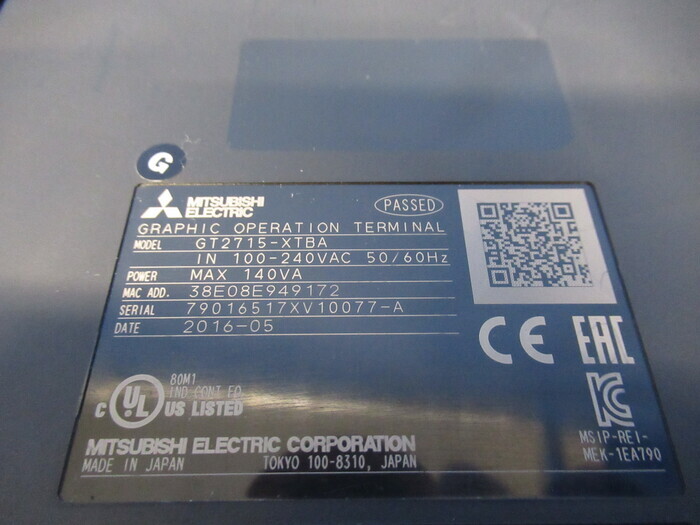 G
MITSUBISHI
ELECTRIC
PASSED
GRAPHIC OPERATION TERMINAL
MODEL GT2715-XTBA
IN 100-240VAC 50/60Hz
POWER MAX 140VA
MAC ADD. 38E08E949172
SERIAL 79016517XV10077-A
DATE 2016-05
CE EAC
80M1
IND CONT EQ
C UL US LISTED
KC
MSIP-REI-
MEK-1EA790
MITSUBISHI ELECTRIC CORPORATION
MADE IN JAPAN TOKYO 100-8310, JAPAN